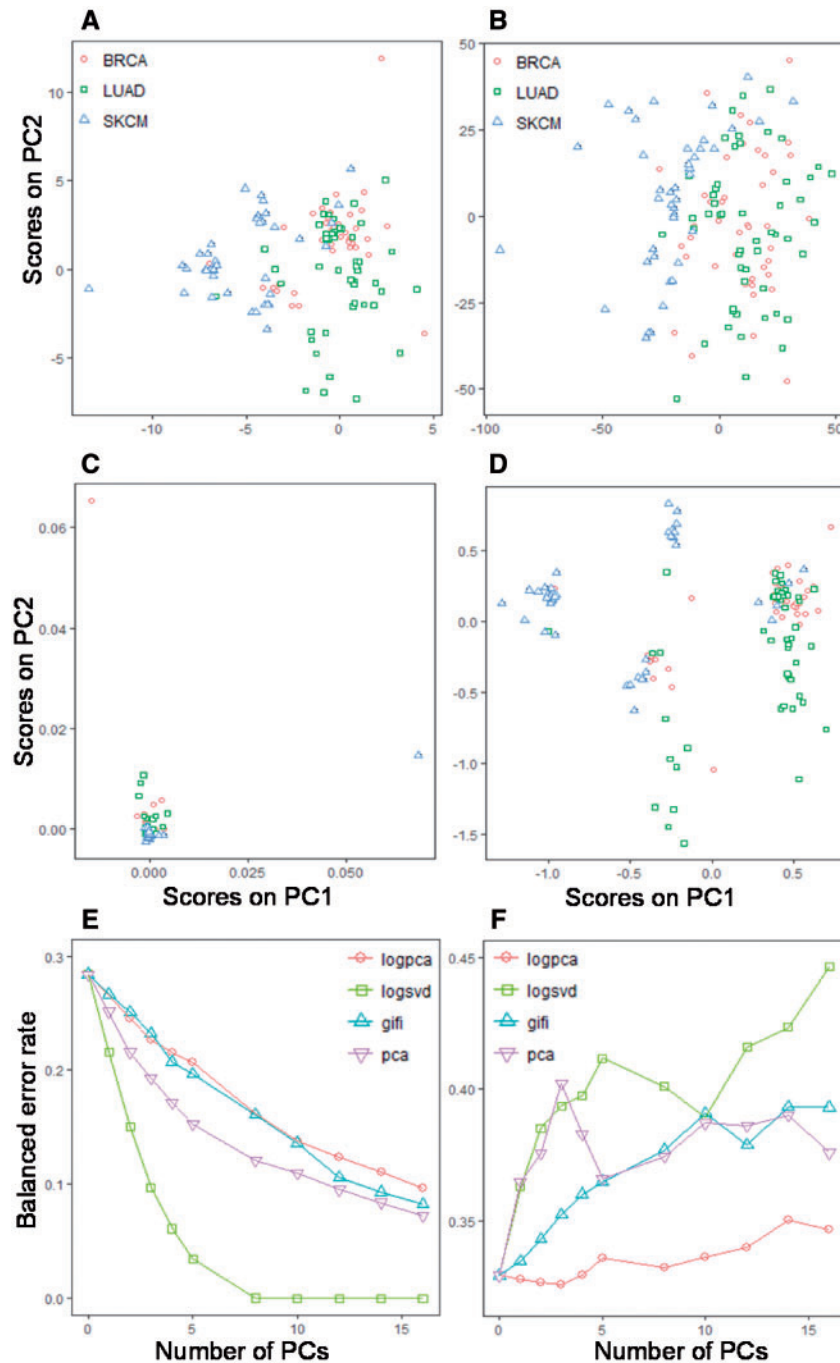 A
BRCA
LUAD
SKCM
10
5
0
-5
-10
-5
0
5
Scores on PC2
B
BRCA
LUAD
SKCM
50
25
0
-25
-50
-100
-50
0
50
C
0.06
0.04
0.02
0.00
0.000
0.025
0.050
Scores on PC2
Scores on PC1
D
0.5
0.0
-0.5
-1.0
-1.5
-1.0
-0.5
0.0
0.5
Scores on PC1
E
logpca
logsvd
gifi
pca
0.3
0.2
0.1
0.0
0
5
10
15
Balanced error rate
Number of PCs
F
logpca
logsvd
gifi
pca
0.45
0.40
0.35
0
5
10
15
Number of PCs